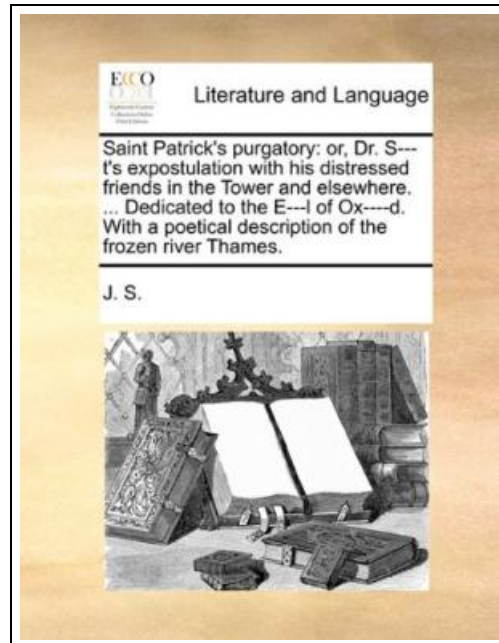 ECCO
Literature and Language
Saint Patrick's purgatory: or, Dr. S---
t's expostulation with his distressed
friends in the Tower and elsewhere.
... Dedicated to the E---l of Ox----d.
With a poetical description of the
frozen river Thames.
J. S.